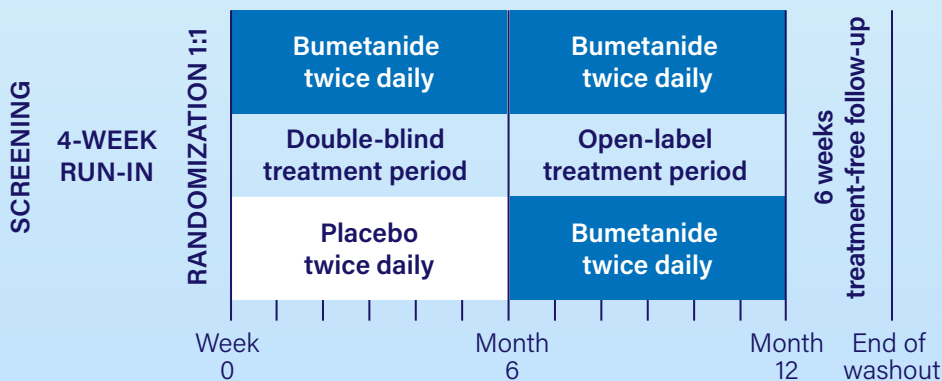 SCREENING
4-WEEK
RUN-IN
RANDOMIZATION 1:1
Bumetanide
twice daily
Bumetanide
twice daily
Double-blind
treatment period
Open-label
treatment period
Placebo
twice daily
Bumetanide
twice daily
6 weeks
treatment-free follow-up
Week
0
Month
6
Month
12
End of
washout